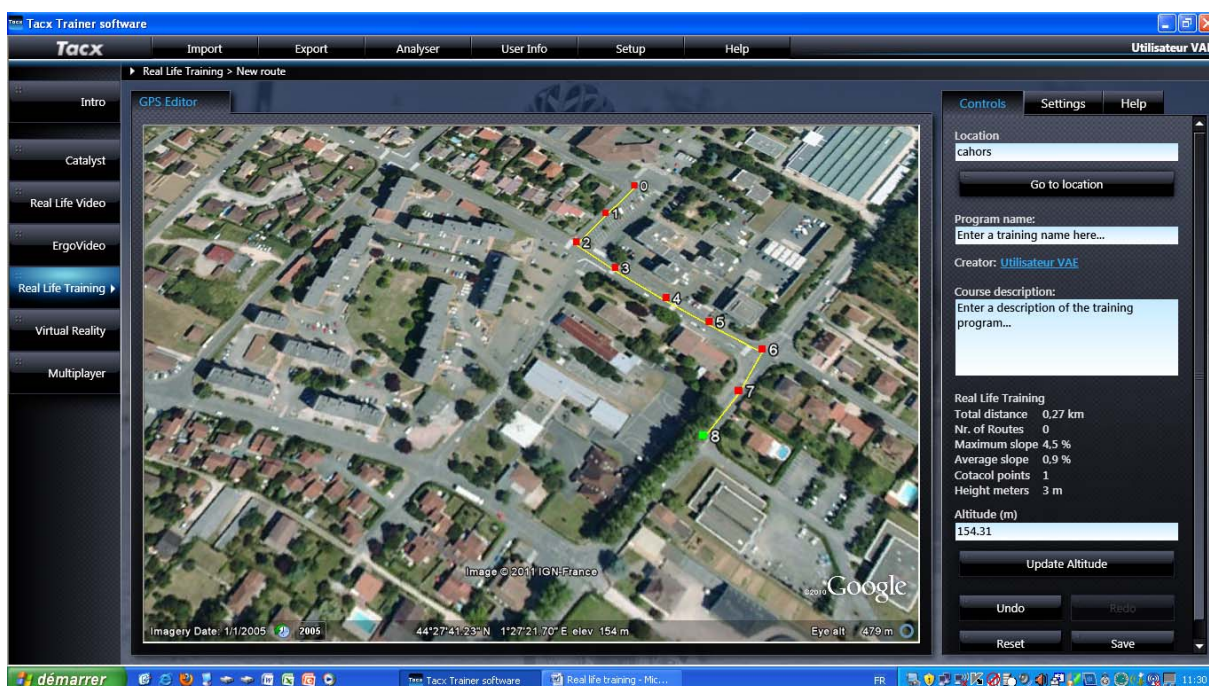 Tacx Trainer software
Tacx Import Export Analyser User Info Setup Help Utilisateur VAE
Real Life Training > New route
Intro
Catalyst
Real Life Video
ErgoVideo
Real Life Training
Virtual Reality
Multiplayer
GPS Editor
0
1
2
3
4
5
6
7
8
Image © 2011 IGN-France
©2010 Google
Imagery Date: 1/1/2005 2005 44°27'41.23" N 1°27'21.70" E elev 154 m Eye alt 479 m
Controls Settings Help
Location
cahors
Go to location
Program name:
Enter a training name here...
Creator: Utilisateur VAE
Course description:
Enter a description of the training
program...
Real Life Training
Total distance 0,27 km
Nr. of Routes 0
Maximum slope 4,5 %
Average slope 0,9 %
Cotacol points 1
Height meters 3 m
Altitude (m)
154.31
Update Altitude
Undo Redo
Reset Save
démarrer Tacx Trainer software Real life training - Mic... FR 11:30